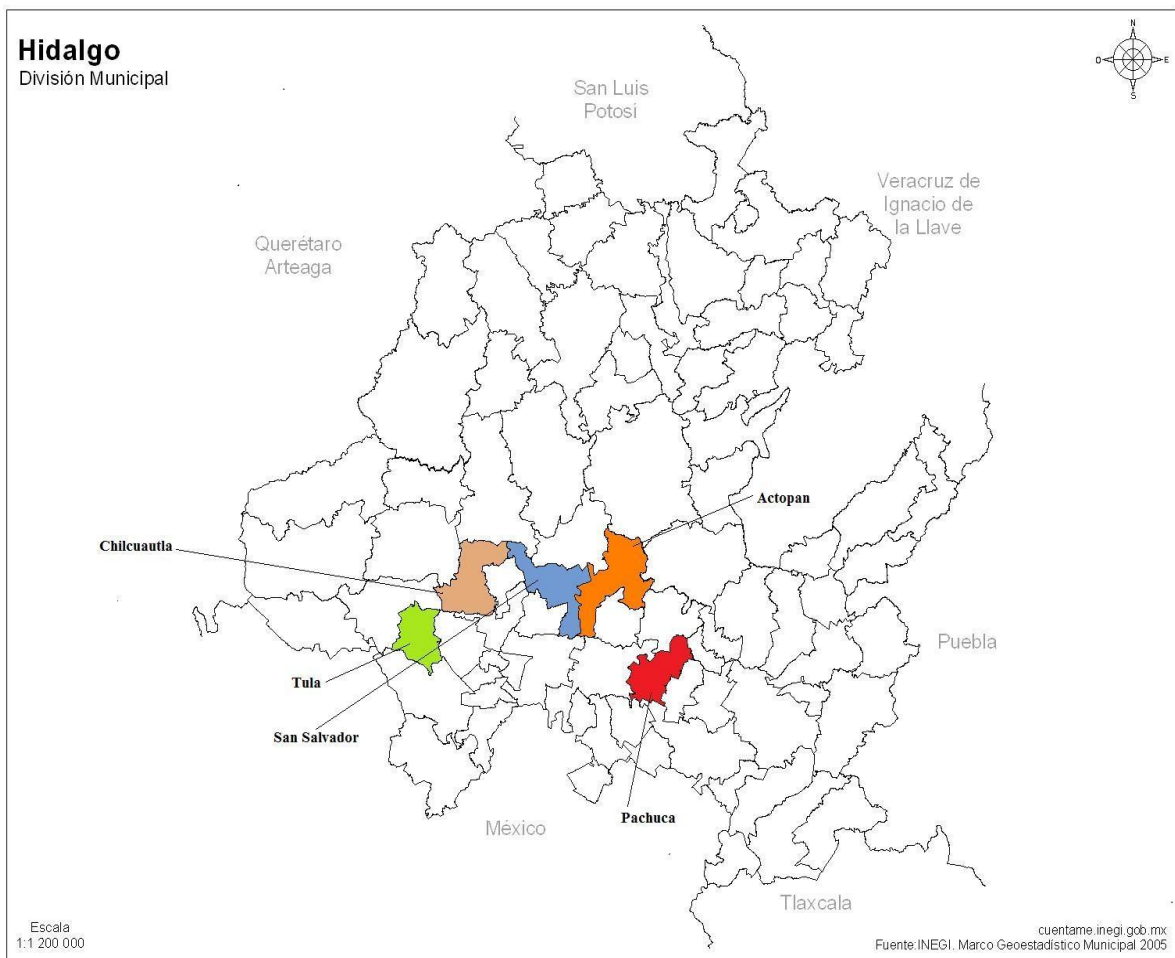 Hidalgo
División Municipal
N
O
E
S
San Luis
Potosí
Veracruz de
Ignacio de
la Llave
Querétaro
Arteaga
Actopan
Chilcuautla
Puebla
Tula
San Salvador
Pachuca
México
Tlaxcala
Escala
1:1 200 000
cuentame.inegi.gob.mx
Fuente:INEGI. Marco Geoestadístico Municipal 2005